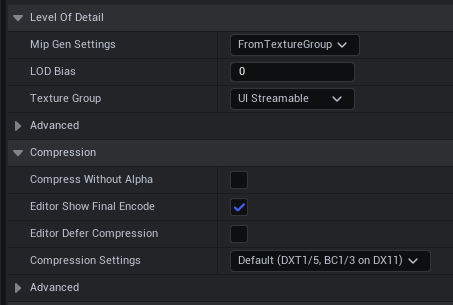 Level Of Detail
Mip Gen Settings FromTextureGroup
LOD Bias 0
Texture Group UI Streamable
Advanced
Compression
Compress Without Alpha
Editor Show Final Encode
Editor Defer Compression
Compression Settings Default (DXT1/5, BC1/3 on DX11)
Advanced